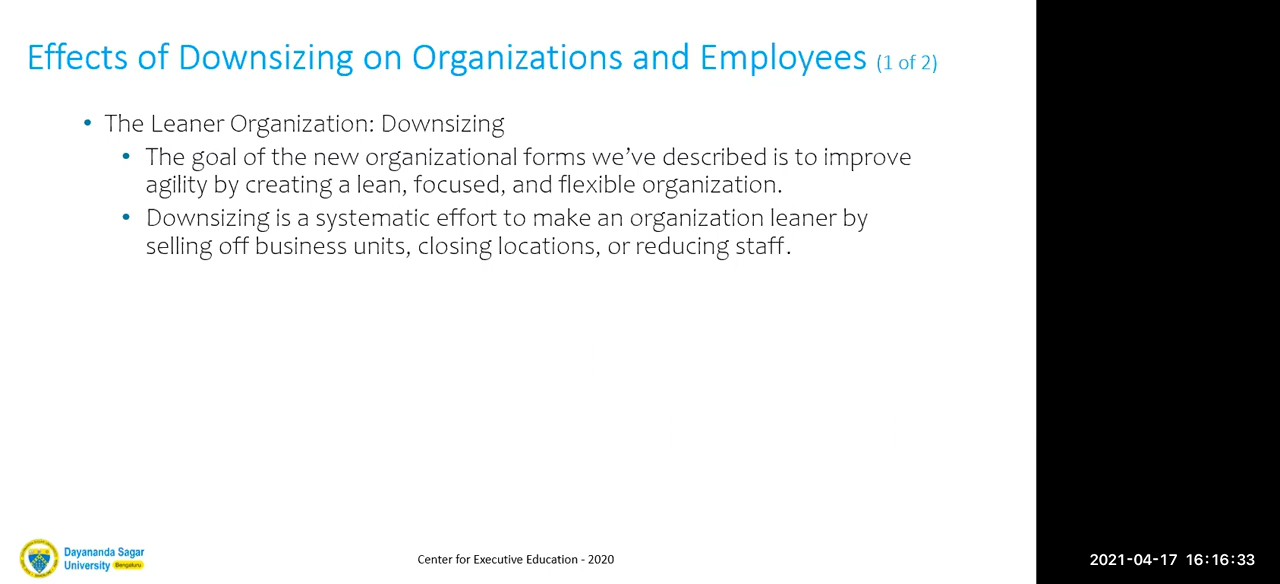 Effects of Downsizing on Organizations and Employees (1 of 2)
• The Leaner Organization: Downsizing
• The goal of the new organizational forms we’ve described is to improve
agility by creating a lean, focused, and flexible organization.
• Downsizing is a systematic effort to make an organization leaner by
selling off business units, closing locations, or reducing staff.
Dayananda Sagar
University Bengaluru
Center for Executive Education - 2020
2021-04-17 16:16:33